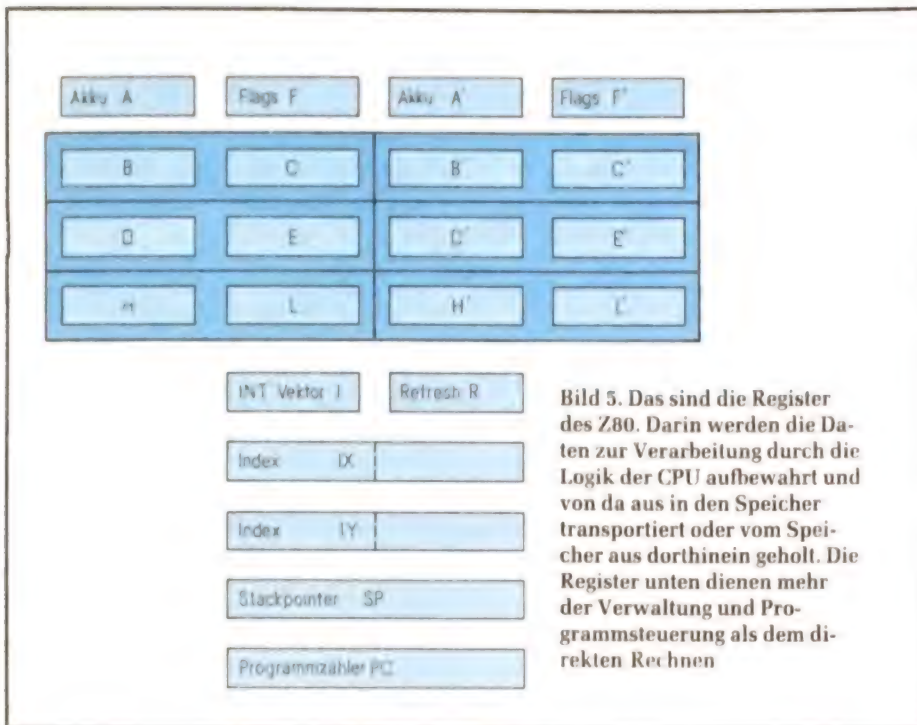 Akku A Flags F Akku A' Flags F'
B C B C'
D E D' E'
H L H' L'
INT Vektor I Refresh R
Index IX
Index IY
Stackpointer SP
Programmzähler PC
Bild 5. Das sind die Register
des Z80. Darin werden die Da-
ten zur Verarbeitung durch die
Logik der CPU aufbewahrt und
von da aus in den Speicher
transportiert oder vom Spei-
cher aus dorthinein geholt. Die
Register unten dienen mehr
der Verwaltung und Pro-
grammsteuerung als dem di-
rekten Rechnen